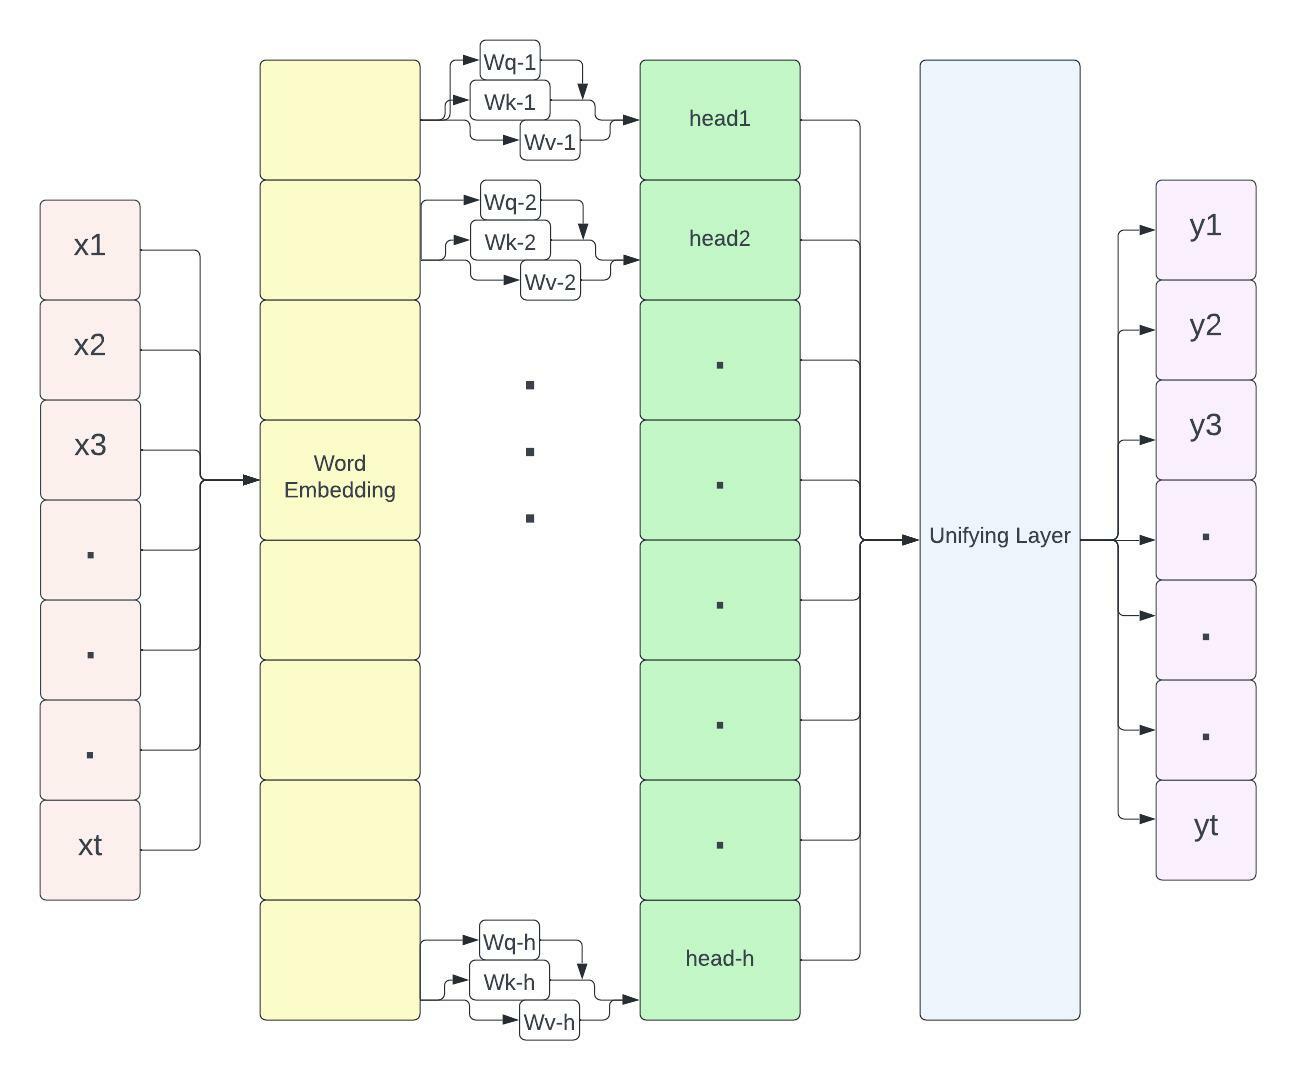 x1
x2
x3
.
.
.
xt
Word
Embedding
Wq-1
Wk-1
Wv-1
Wq-2
Wk-2
Wv-2
.
.
.
Wq-h
Wk-h
Wv-h
head1
head2
.
.
.
.
.
head-h
Unifying Layer
y1
y2
y3
.
.
.
yt